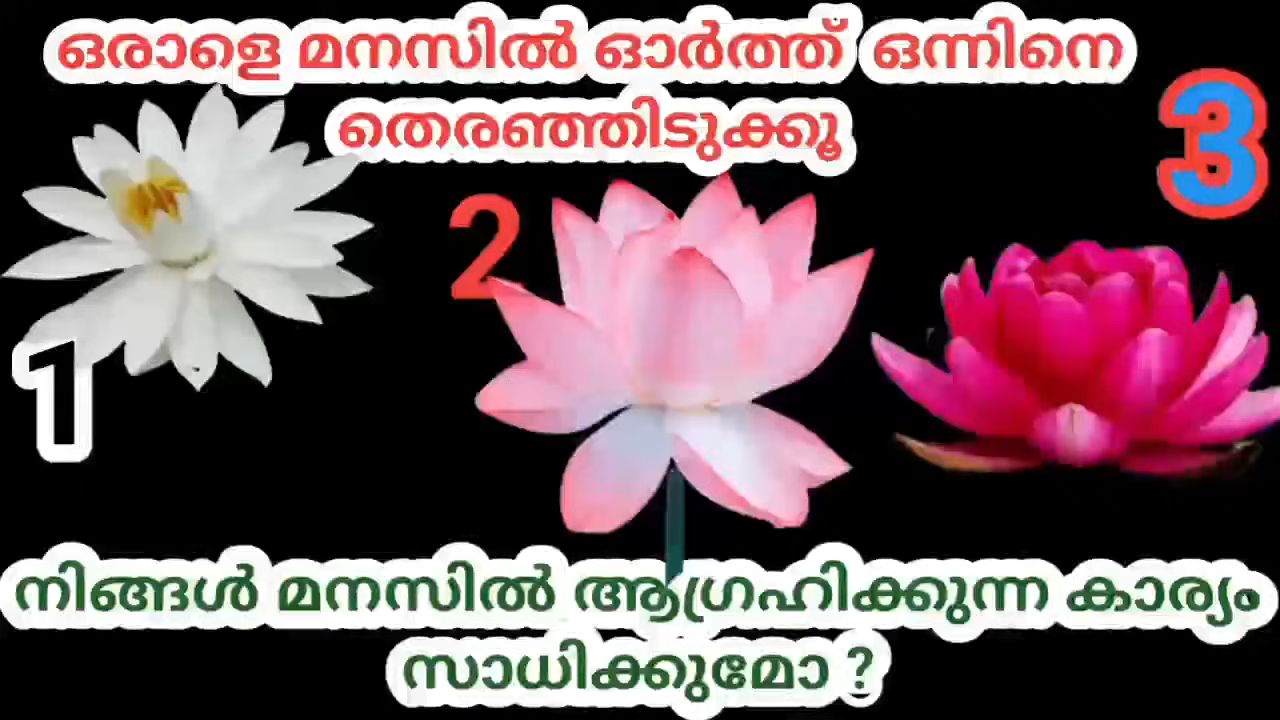 ഒരാളെ മനസിൽ ഓർത്ത് ഒന്നിനെ
തെരഞ്ഞിടുക്കൂ
1
2
3
നിങ്ങൾ മനസിൽ ആഗ്രഹിക്കുന്ന കാര്യം
സാധിക്കുമോ ?